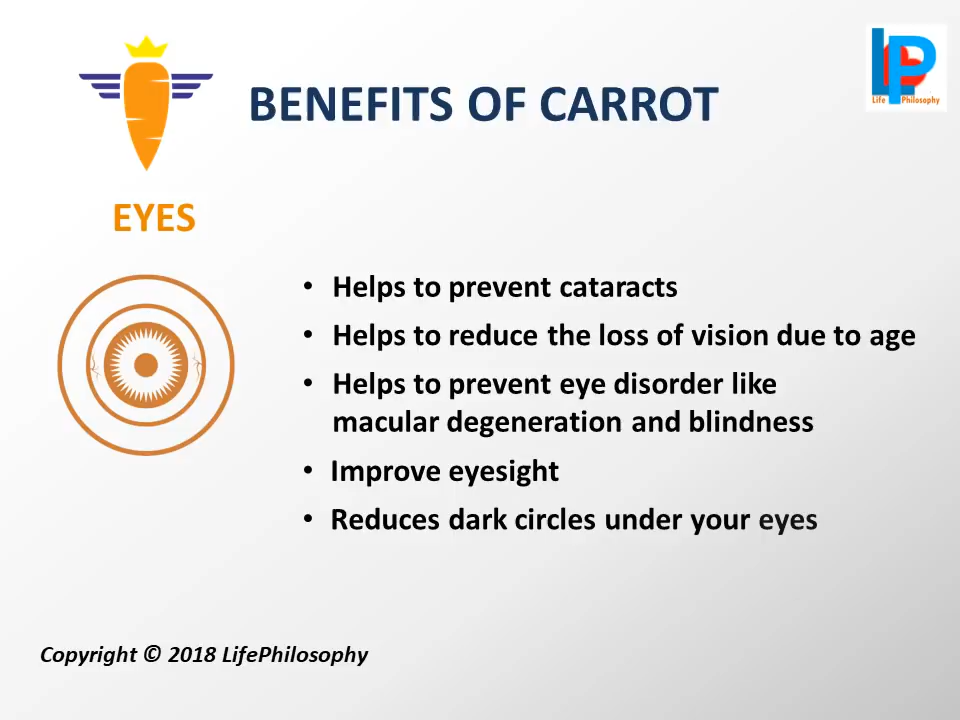 BENEFITS OF CARROT
LP
Life Philosophy
EYES
• Helps to prevent cataracts
• Helps to reduce the loss of vision due to age
• Helps to prevent eye disorder like
macular degeneration and blindness
• Improve eyesight
• Reduces dark circles under your eyes
Copyright © 2018 LifePhilosophy